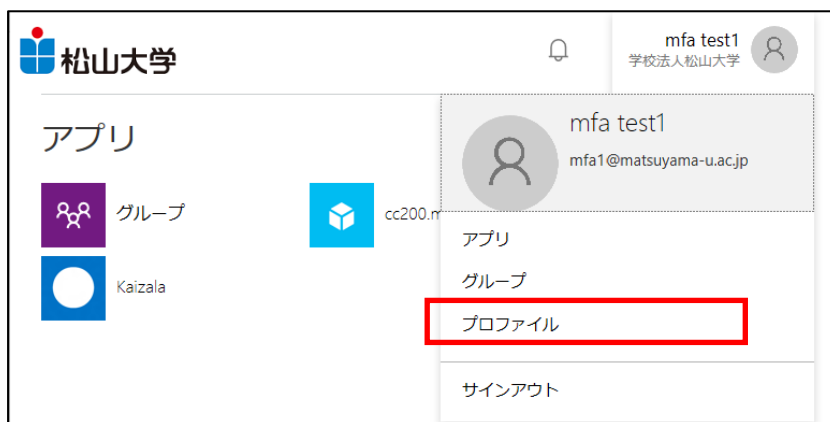 松山大学
mfa test1
学校法人松山大学
アプリ
グループ
cc200.m
Kaizala
mfa test1
mfa1@matsuyama-u.ac.jp
アプリ
グループ
プロファイル
サインアウト